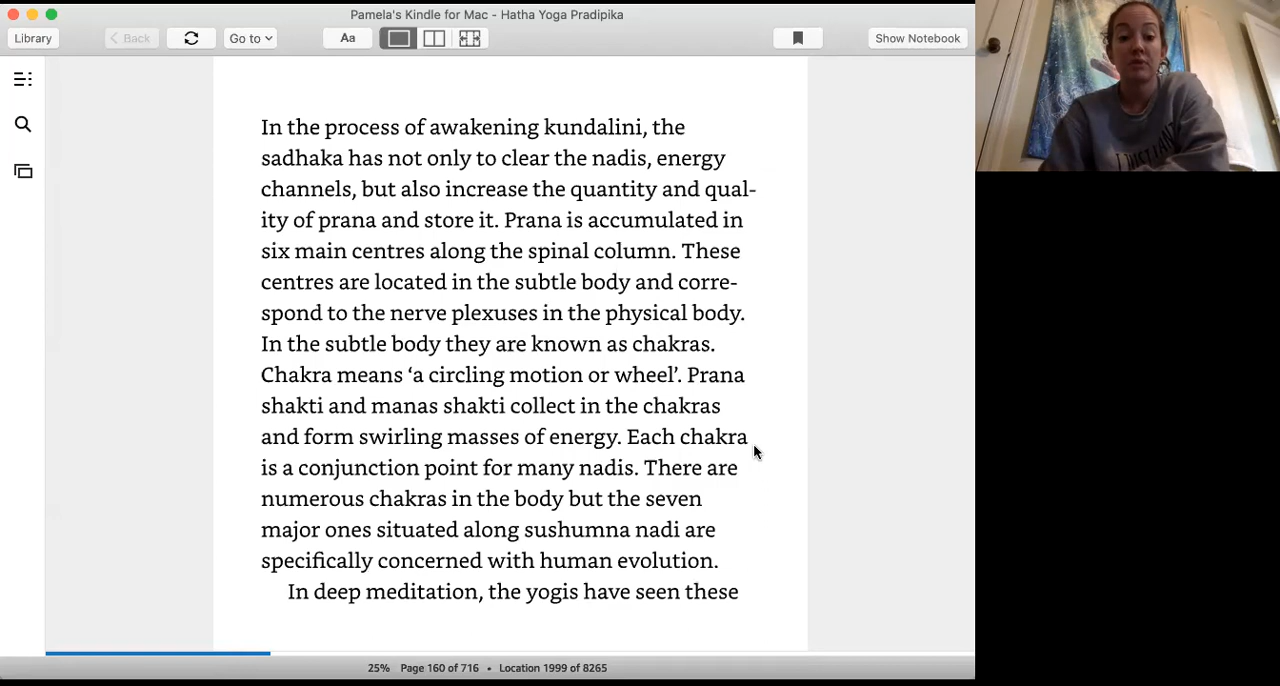 Pamela's Kindle for Mac - Hatha Yoga Pradipika
Library
< Back
Go to
Aa
Show Notebook
In the process of awakening kundalini, the
sadhaka has not only to clear the nadis, energy
channels, but also increase the quantity and qual-
ity of prana and store it. Prana is accumulated in
six main centres along the spinal column. These
centres are located in the subtle body and corre-
spond to the nerve plexuses in the physical body.
In the subtle body they are known as chakras.
Chakra means ‘a circling motion or wheel’. Prana
shakti and manas shakti collect in the chakras
and form swirling masses of energy. Each chakra
is a conjunction point for many nadis. There are
numerous chakras in the body but the seven
major ones situated along sushumna nadi are
specifically concerned with human evolution.
In deep meditation, the yogis have seen these
25% Page 160 of 716 • Location 1999 of 8265